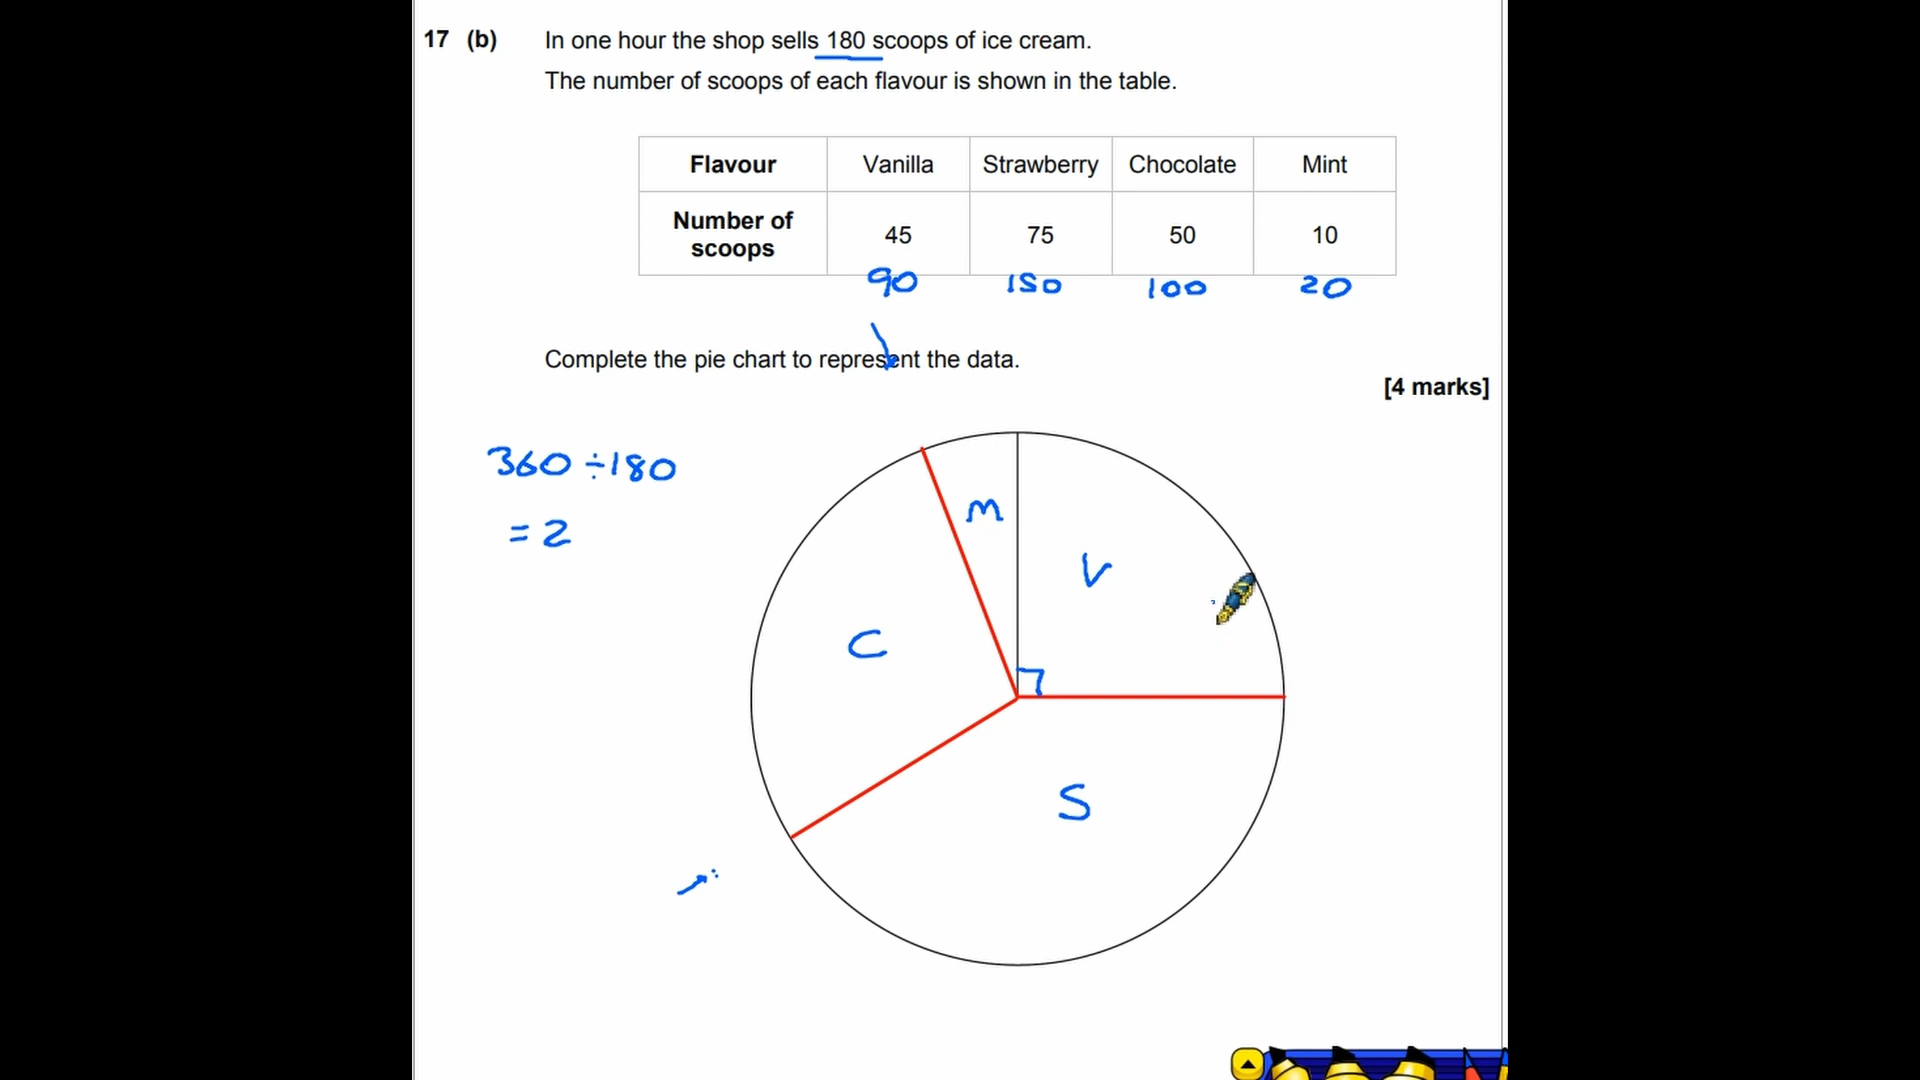 17 (b) In one hour the shop sells 180 scoops of ice cream.
The number of scoops of each flavour is shown in the table.
Flavour Vanilla Strawberry Chocolate Mint
Number of scoops 45 75 50 10
90 150 100 20
Complete the pie chart to represent the data.
[4 marks]
360 ÷ 180
= 2
M
V
C
S